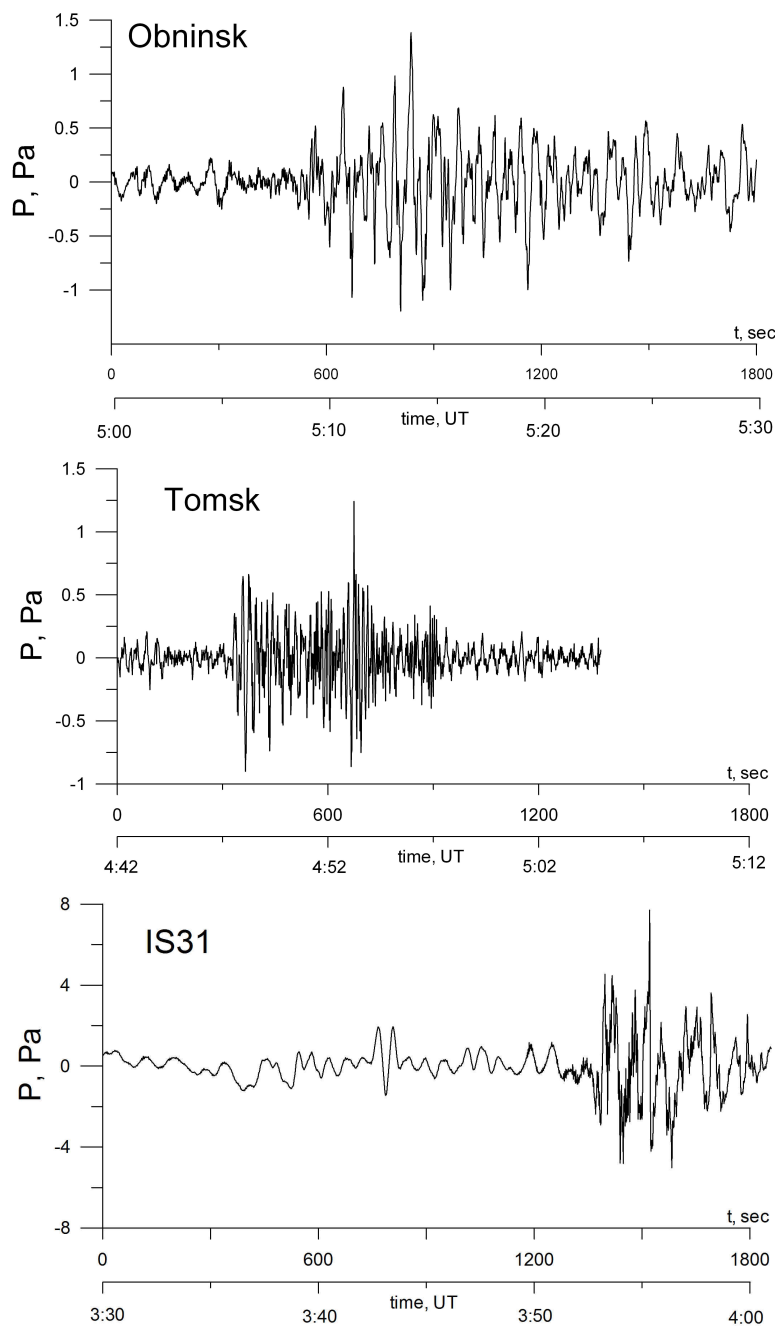 1.5
Obninsk
1
0.5
0
-0.5
-1
P, Pa
t, sec
0 600 1200 1800
time, UT
5:00 5:10 5:20 5:30
1.5
Tomsk
1
0.5
0
-0.5
-1
P, Pa
t, sec
0 600 1200 1800
time, UT
4:42 4:52 5:02 5:12
8
IS31
4
0
-4
-8
P, Pa
t, sec
0 600 1200 1800
time, UT
3:30 3:40 3:50 4:00